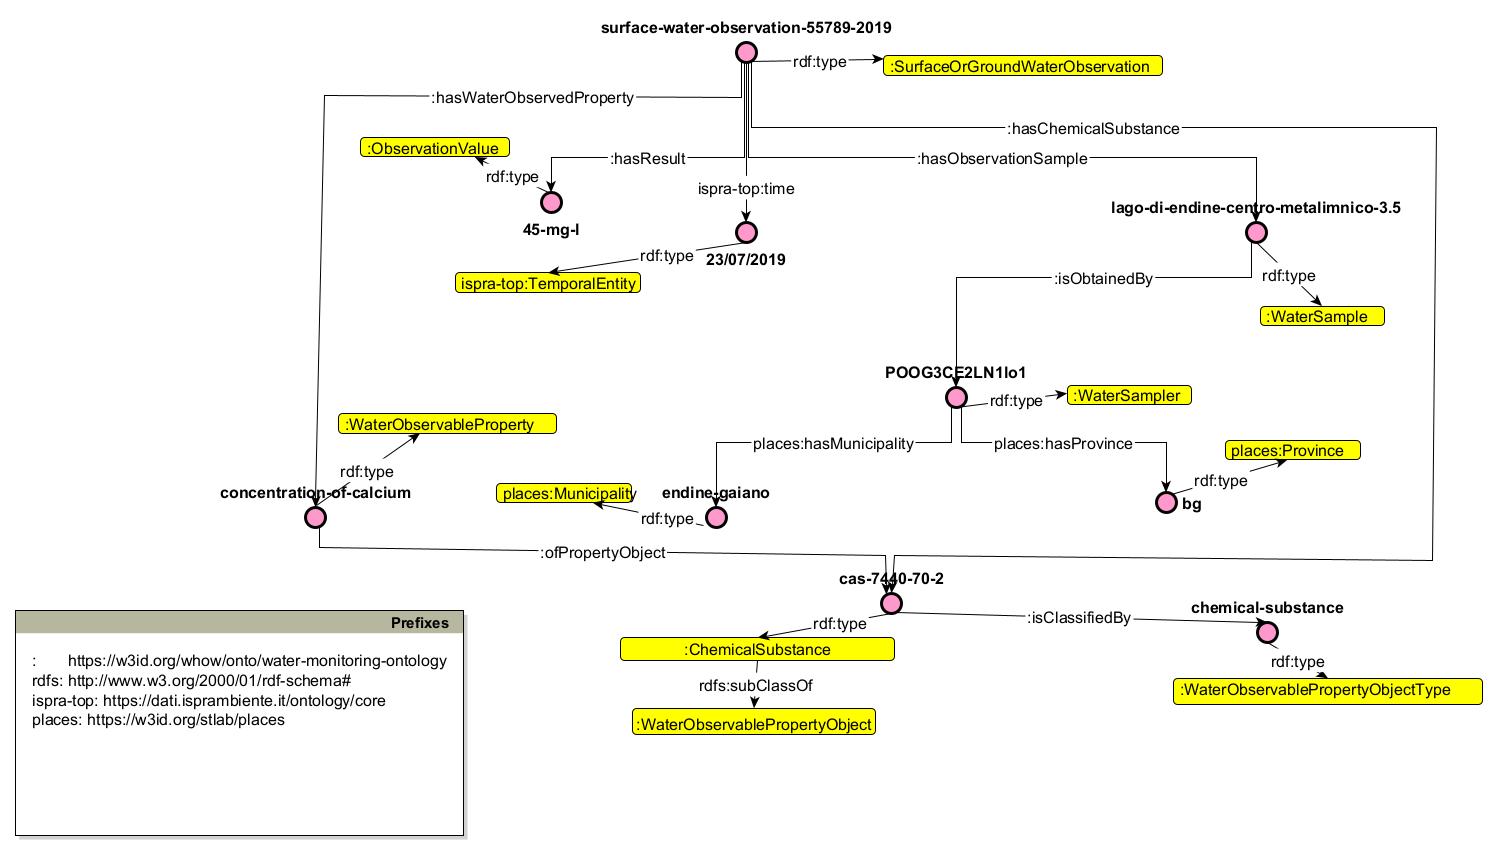 surface-water-observation-55789-2019
rdf:type
:SurfaceOrGroundWaterObservation
:hasWaterObservedProperty
:hasChemicalSubstance
:ObservationValue
:hasResult
:hasObservationSample
rdf:type
ispra-top:time
lago-di-endine-centro-metalimnico-3.5
45-mg-l
rdf:type
23/07/2019
ispra-top:TemporalEntity
:isObtainedBy
rdf:type
:WaterSample
POOG3CE2LN1lo1
rdf:type
:WaterSampler
:WaterObservableProperty
places:hasMunicipality
places:hasProvince
places:Province
rdf:type
rdf:type
concentration-of-calcium
places:Municipality
endine-gaiano
bg
rdf:type
:ofPropertyObject
cas-7440-70-2
chemical-substance
rdf:type
:isClassifiedBy
:ChemicalSubstance
rdf:type
rdfs:subClassOf
:WaterObservablePropertyObjectType
:WaterObservablePropertyObject
Prefixes
: https://w3id.org/whow/onto/water-monitoring-ontology
rdfs: http://www.w3.org/2000/01/rdf-schema#
ispra-top: https://dati.isprambiente.it/ontology/core
places: https://w3id.org/stlab/places